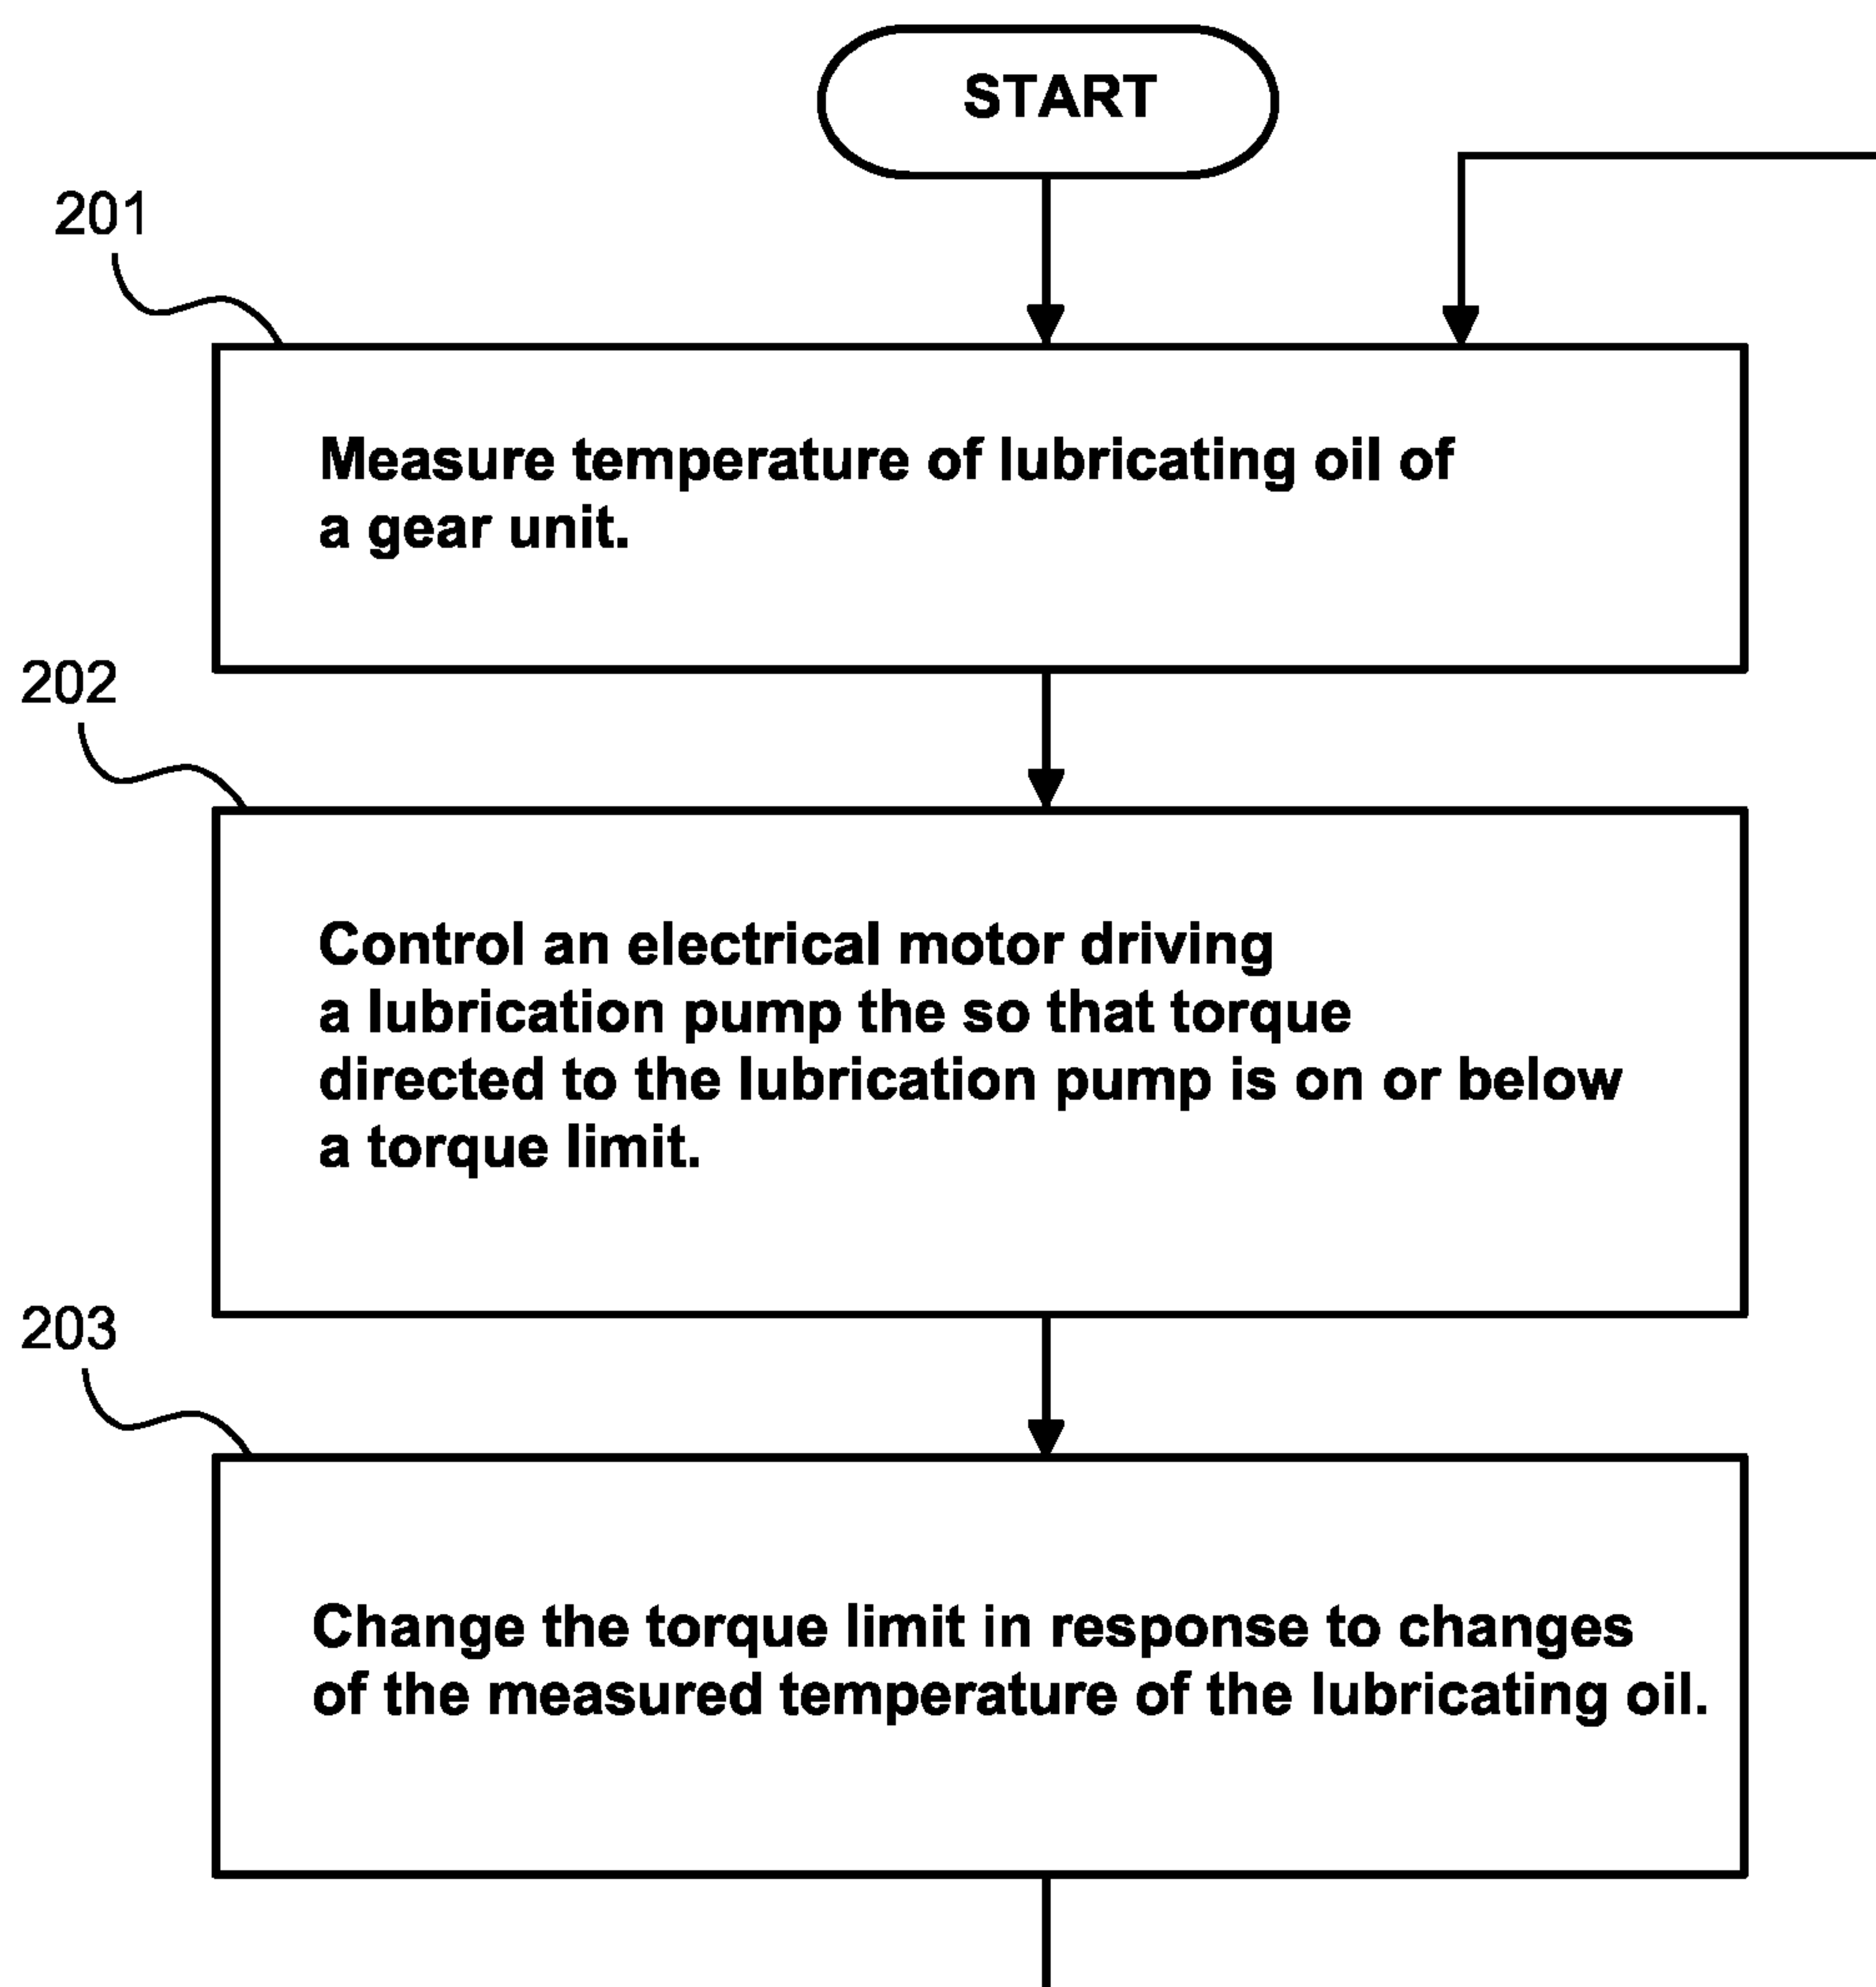 START
201
Measure temperature of lubricating oil of
a gear unit.
202
Control an electrical motor driving
a lubrication pump the so that torque
directed to the lubrication pump is on or below
a torque limit.
203
Change the torque limit in response to changes
of the measured temperature of the lubricating oil.